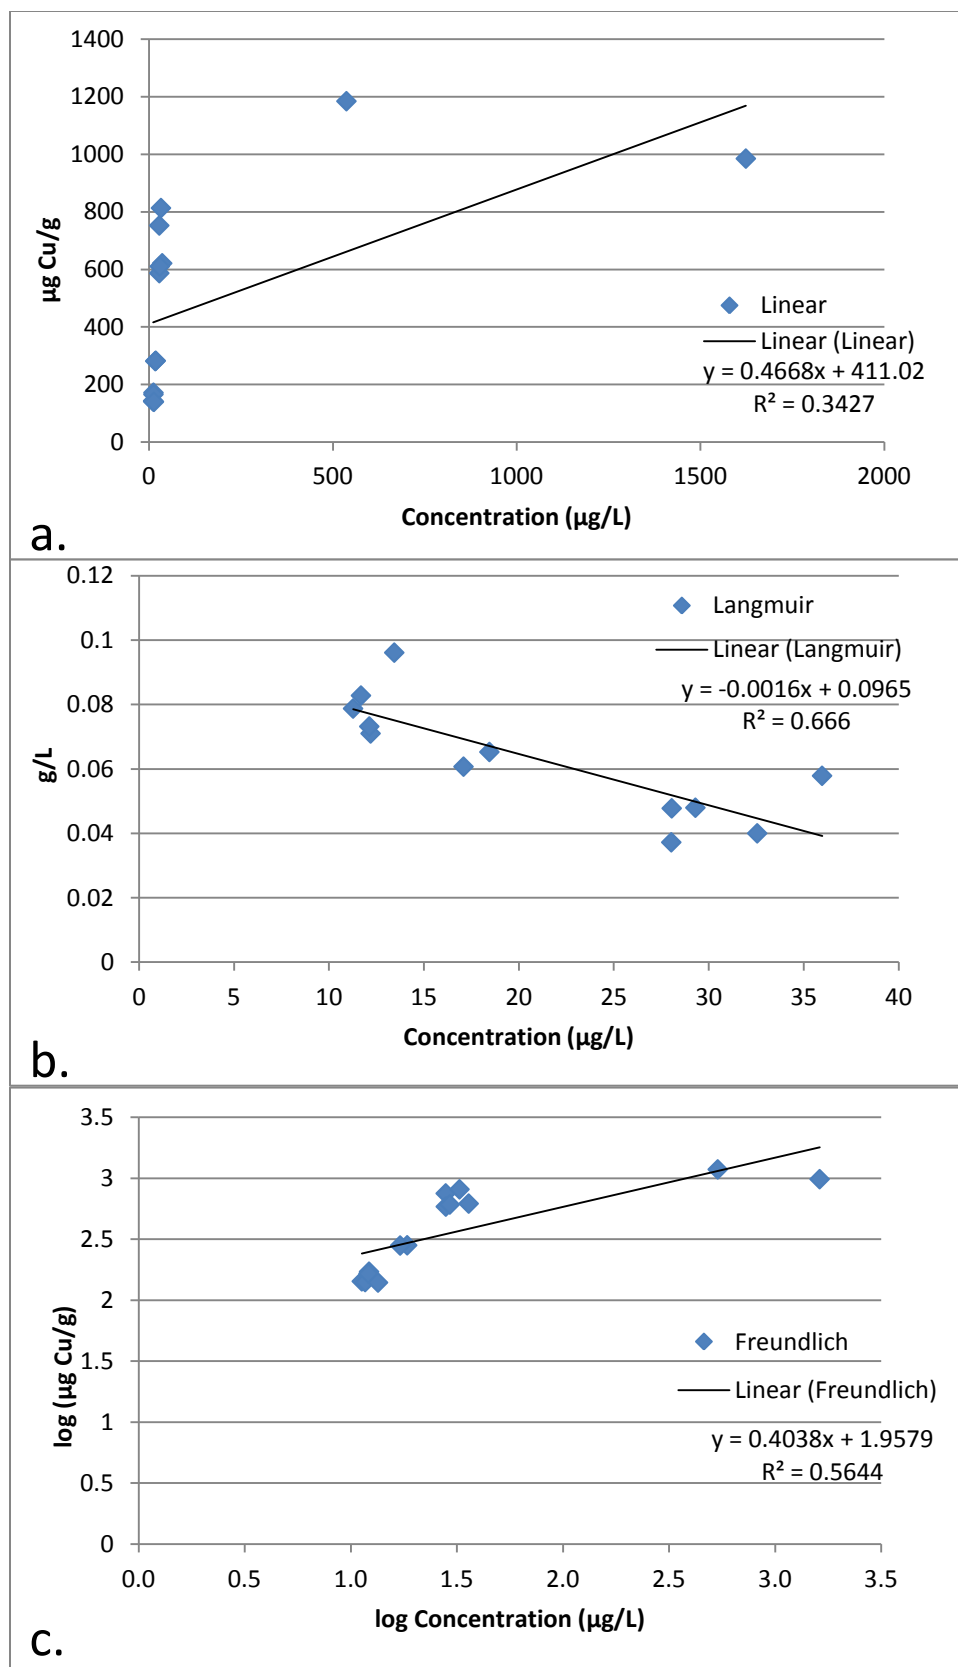 1400
1200
1000
800
600
400
200
0
µg Cu/g
0 500 1000 1500 2000
Concentration (µg/L)
Linear
Linear (Linear)
y = 0.4668x + 411.02
R² = 0.3427
a.
0.12
0.1
0.08
0.06
0.04
0.02
0
g/L
0 5 10 15 20 25 30 35 40
Concentration (µg/L)
Langmuir
Linear (Langmuir)
y = -0.0016x + 0.0965
R² = 0.666
b.
3.5
3
2.5
2
1.5
1
0.5
0
log (µg Cu/g)
0.0 0.5 1.0 1.5 2.0 2.5 3.0 3.5
log Concentration (µg/L)
Freundlich
Linear (Freundlich)
y = 0.4038x + 1.9579
R² = 0.5644
c.